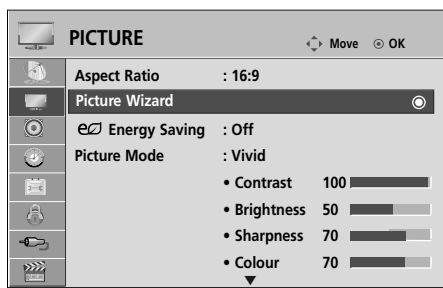 PICTURE
Move OK
Aspect Ratio : 16:9
Picture Wizard
Energy Saving : Off
Picture Mode : Vivid
• Contrast 100
• Brightness 50
• Sharpness 70
• Colour 70